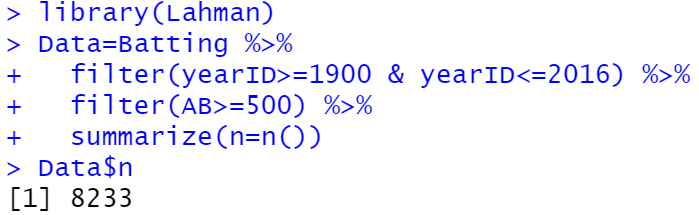 > library(Lahman)
> Data=Batting %>%
+   filter(yearID>=1900 & yearID<=2016) %>%
+   filter(AB>=500) %>%
+   summarize(n=n())
> Data$n
[1] 8233